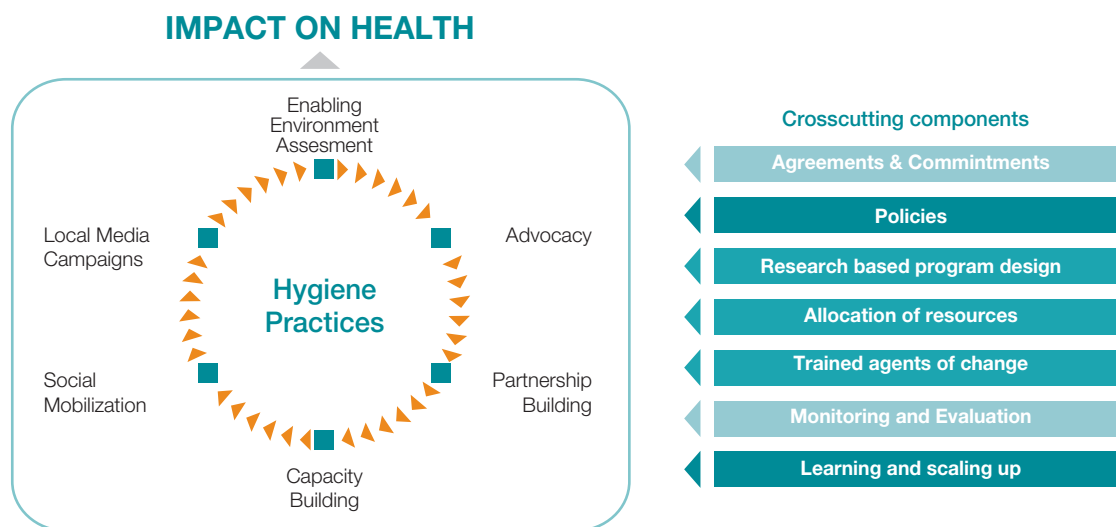 IMPACT ON HEALTH
Enabling
Environment
Assesment
Local Media
Campaigns
Advocacy
Hygiene
Practices
Social
Mobilization
Partnership
Building
Capacity
Building
Crosscutting components
Agreements & Commintments
Policies
Research based program design
Allocation of resources
Trained agents of change
Monitoring and Evaluation
Learning and scaling up